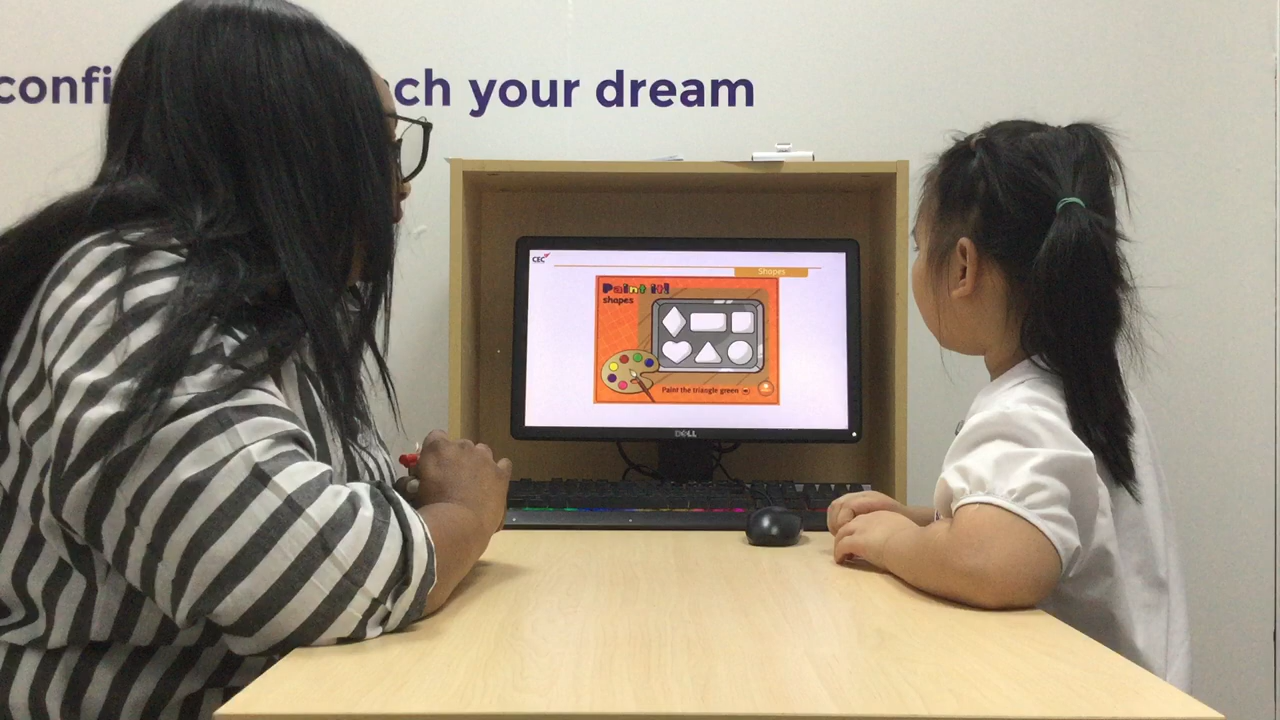 confi ch your dream
CEC
Shapes
Paint it!
shapes
Paint the triangle green
DELL